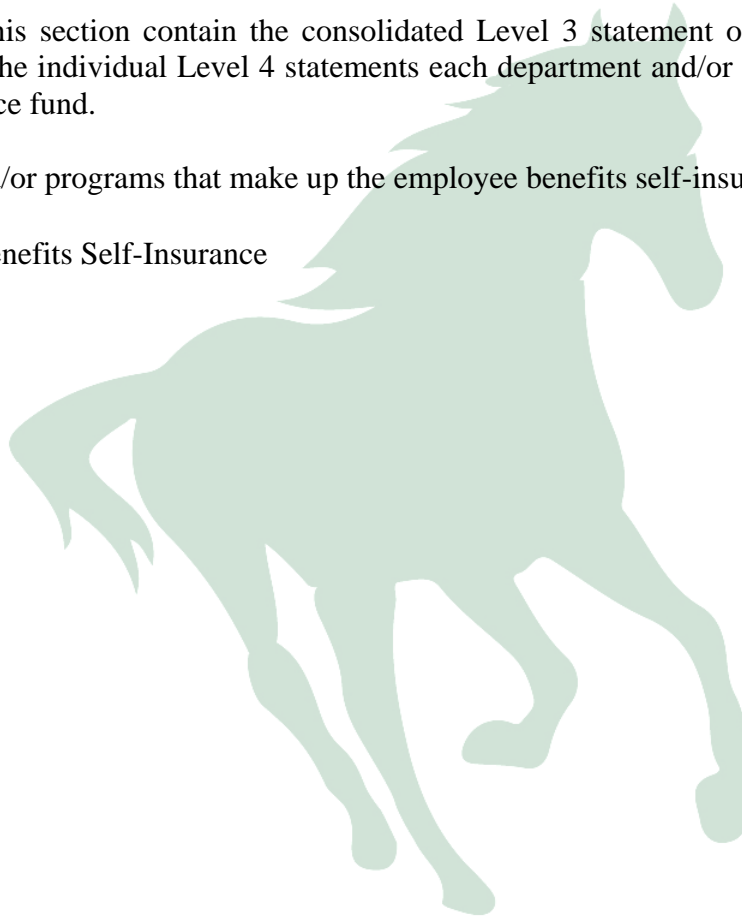 his section contain the consolidated Level 3 statement o
he individual Level 4 statements each department and/or
ce fund.
/or programs that make up the employee benefits self-insu
enefits Self-Insurance